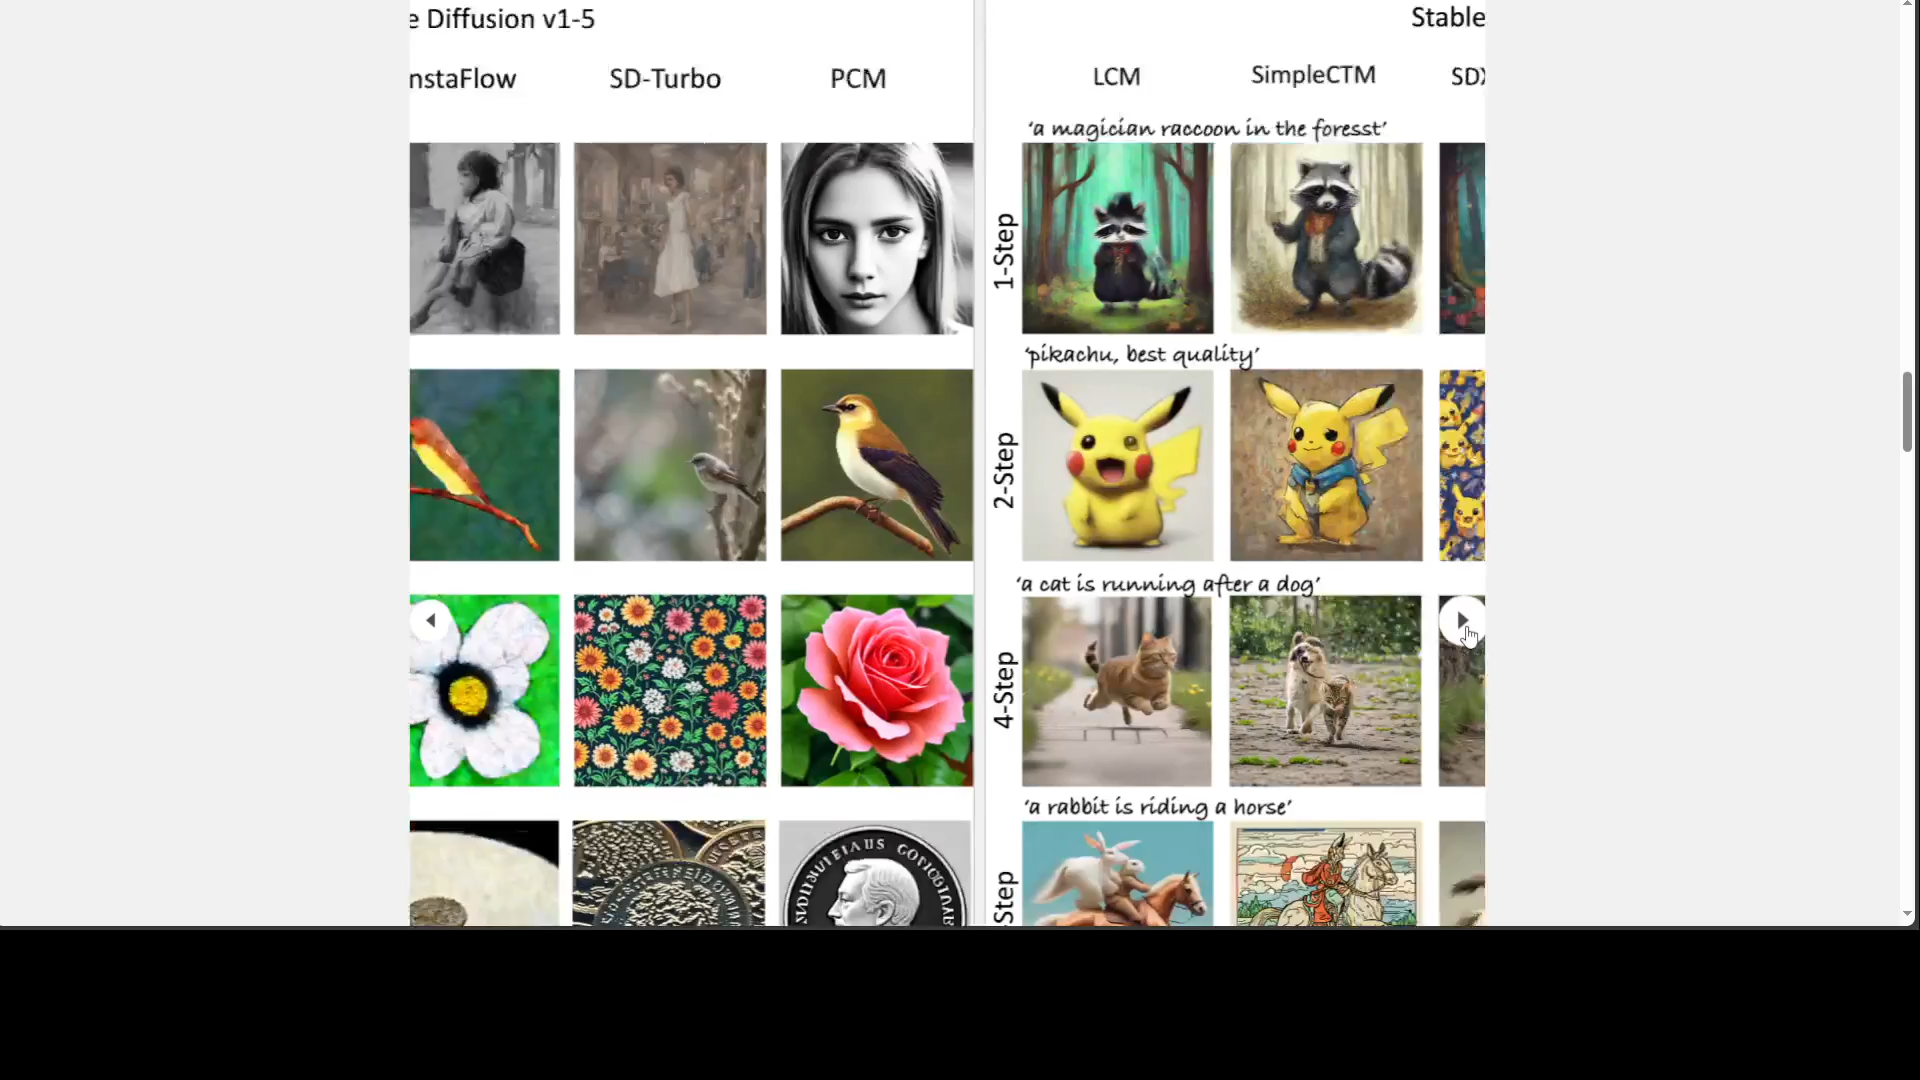 e Diffusion v1-5
nstaFlow SD-Turbo PCM
Stable
LCM SimpleCTM SDX
'a magician raccoon in the foresst'
1-Step
'pikachu, best quality'
2-Step
'a cat is running after a dog'
4-Step
'a rabbit is riding a horse'
Step